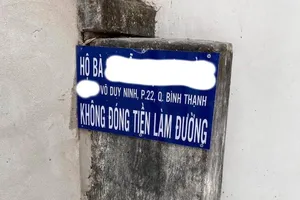 HỘ BÀ
VÕ DUY NINH, P.22, Q. BÌNH THẠNH
KHÔNG ĐÓNG TIỀN LÀM ĐƯỜNG